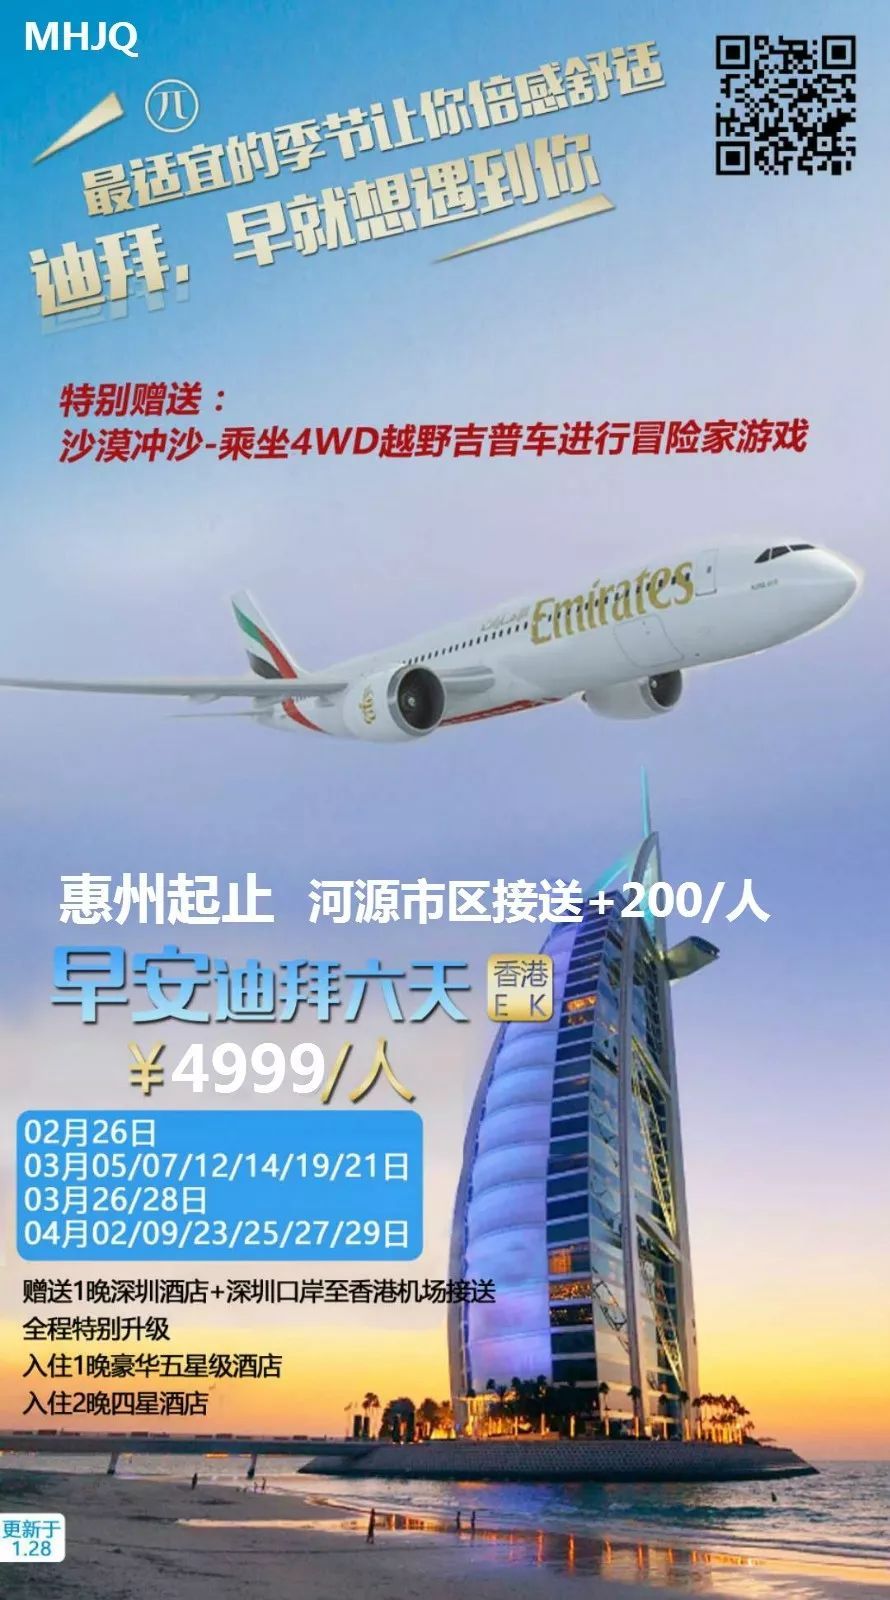 MHJQ
最适宜的季节让你倍感舒适
迪拜，早就想遇到你
特别赠送：
沙漠冲沙-乘坐4WD越野吉普车进行冒险家游戏
Emirates
惠州起止 河源市区接送+200/人
早安迪拜六天 香港
EK
¥4999/人
02月26日
03月05/07/12/14/19/21日
03月26/28日
04月02/09/23/25/27/29日
赠送1晚深圳酒店+深圳口岸至香港机场接送
全程特别升级
入住1晚豪华五星级酒店
入住2晚四星酒店
更新于
1.28